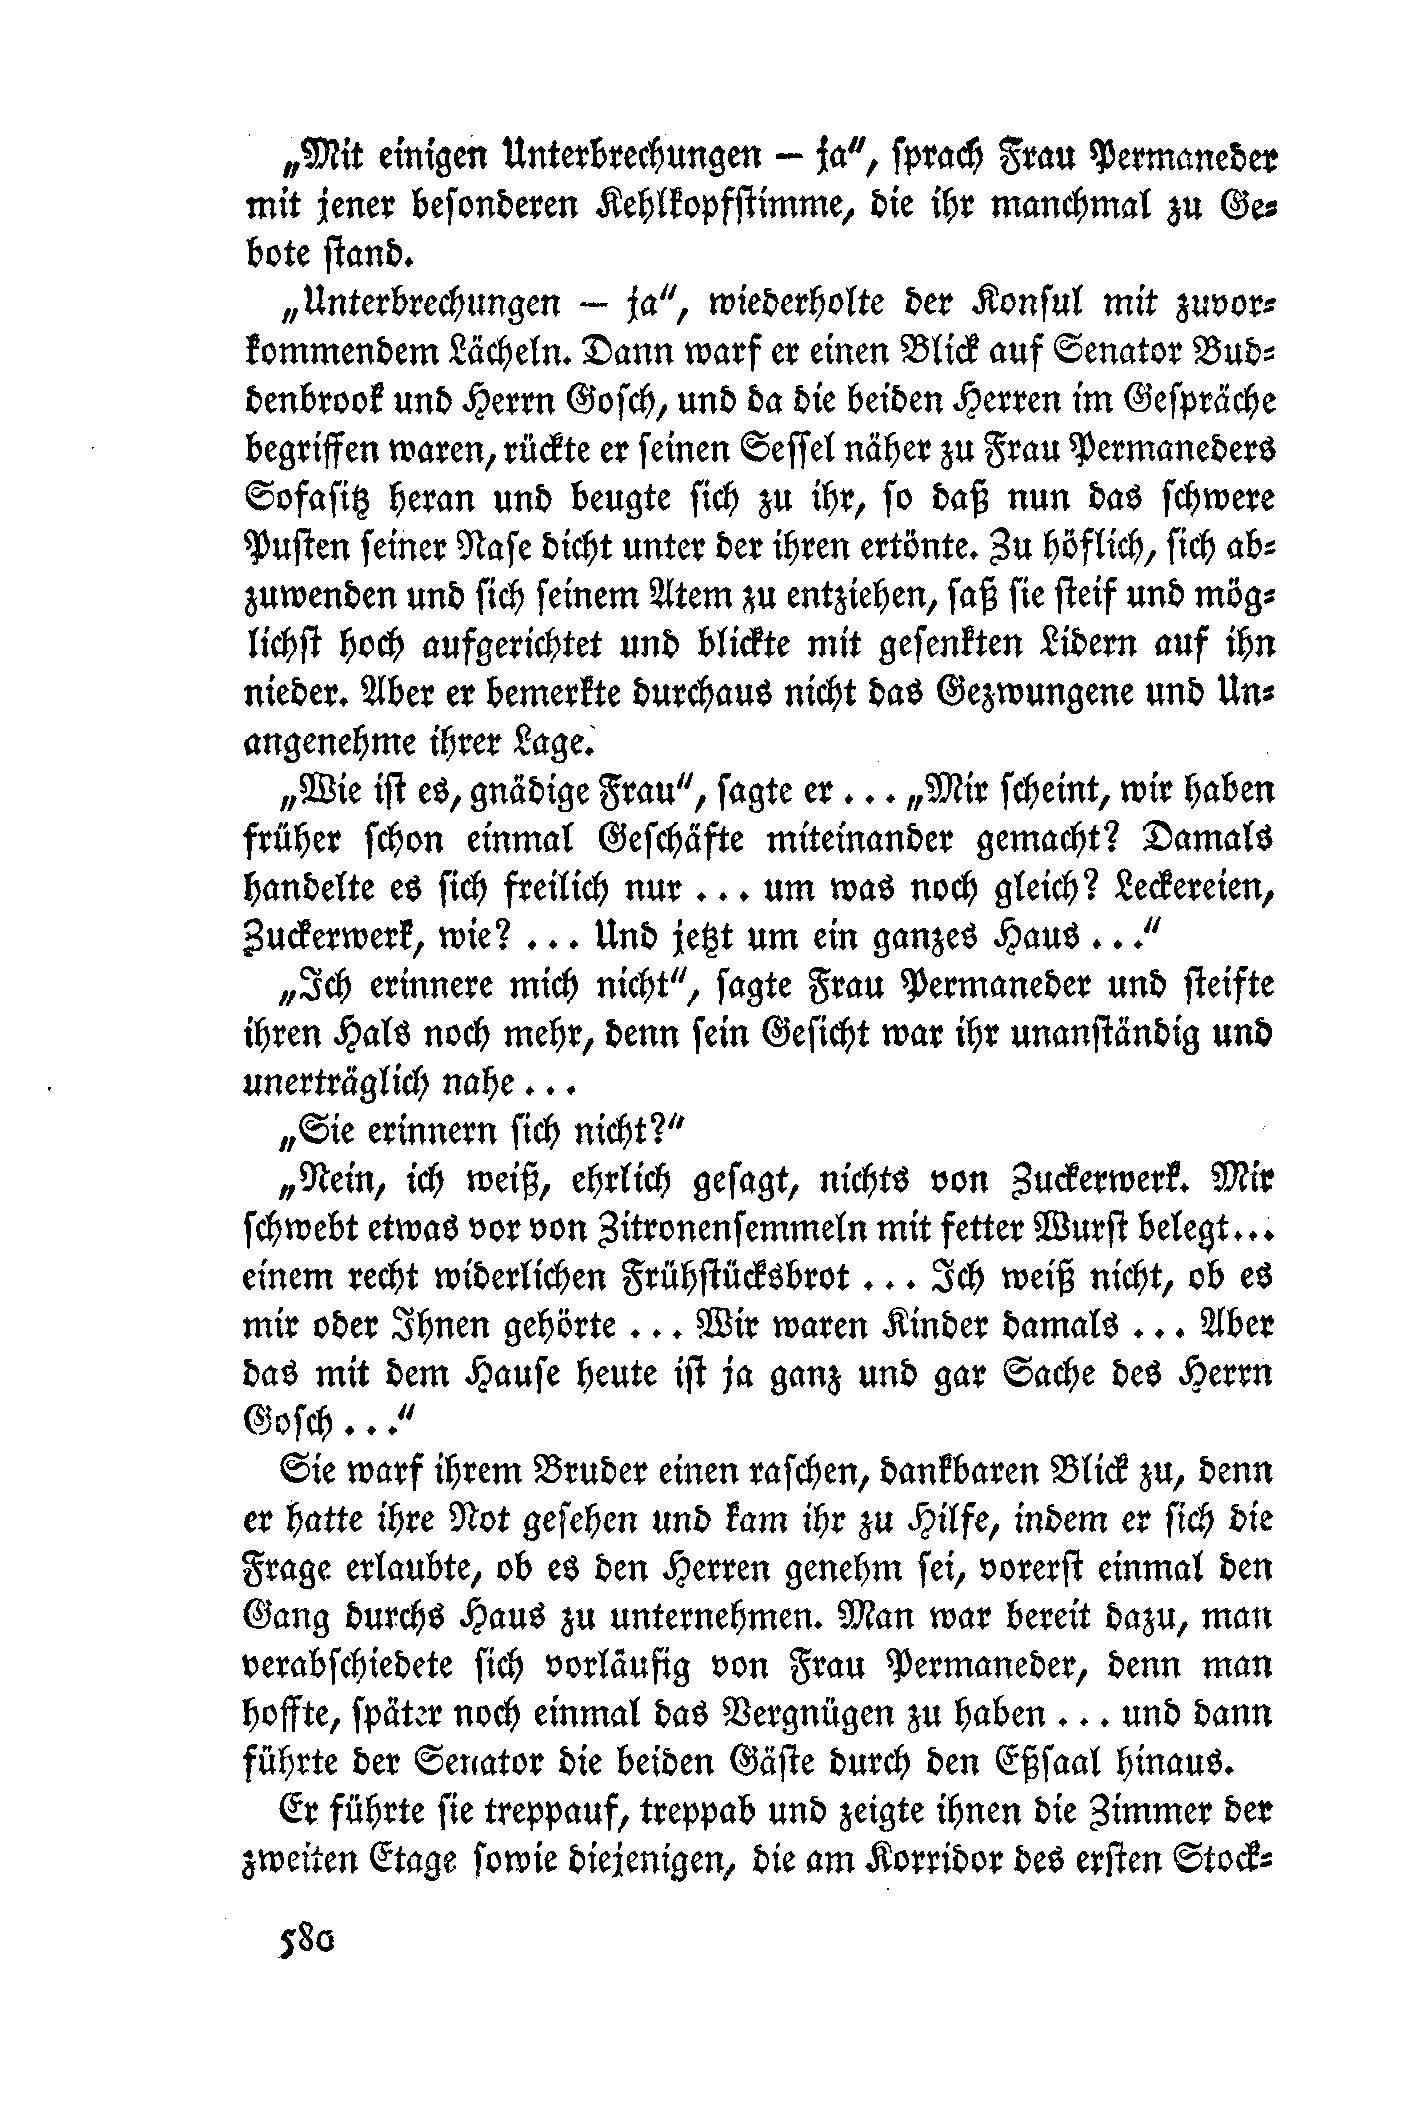 „Mit einigen Unterbrechungen – ja“, sprach Frau Permaneder
mit jener besonderen Kehlkopfstimme, die ihr manchmal zu Ge-
bote stand.
„Unterbrechungen – ja“, wiederholte der Konsul mit zuvor-
kommendem Lächeln. Dann warf er einen Blick auf Senator Bud-
denbrook und Herrn Gosch, und da die beiden Herren im Gespräche
begriffen waren, rückte er seinen Sessel näher zu Frau Permaneders
Sofasitz heran und beugte sich zu ihr, so daß nun das schwere
Pusten seiner Nase dicht unter der ihren ertönte. Zu höflich, sich ab-
zuwenden und sich seinem Atem zu entziehen, saß sie steif und mög-
lichst hoch aufgerichtet und blickte mit gesenkten Lidern auf ihn
nieder. Aber er bemerkte durchaus nicht das Gezwungene und Un-
angenehme ihrer Lage.
„Wie ist es, gnädige Frau“, sagte er . . . „Mir scheint, wir haben
früher schon einmal Geschäfte miteinander gemacht? Damals
handelte es sich freilich nur . . . um was noch gleich? Leckereien,
Zuckerwerk, wie? . . . Und jetzt um ein ganzes Haus . . .“
„Ich erinnere mich nicht“, sagte Frau Permaneder und steifte
ihren Hals noch mehr, denn sein Gesicht war ihr unanständig und
unerträglich nahe . . .
„Sie erinnern sich nicht?“
„Nein, ich weiß, ehrlich gesagt, nichts von Zuckerwerk. Mir
schwebt etwas vor von Zitronensemmeln mit fetter Wurst belegt...
einem recht widerlichen Frühstücksbrot . . . Ich weiß nicht, ob es
mir oder Ihnen gehörte . . . Wir waren Kinder damals . . . Aber
das mit dem Hause heute ist ja ganz und gar Sache des Herrn
Gosch . . .“
Sie warf ihrem Bruder einen raschen, dankbaren Blick zu, denn
er hatte ihre Not gesehen und kam ihr zu Hilfe, indem er sich die
Frage erlaubte, ob es den Herren genehm sei, vorerst einmal den
Gang durchs Haus zu unternehmen. Man war bereit dazu, man
verabschiedete sich vorläufig von Frau Permaneder, denn man
hoffte, später noch einmal das Vergnügen zu haben . . . und dann
führte der Senator die beiden Gäste durch den Eßsaal hinaus.
Er führte sie treppauf, treppab und zeigte ihnen die Zimmer der
zweiten Etage sowie diejenigen, die am Korridor des ersten Stock-
580